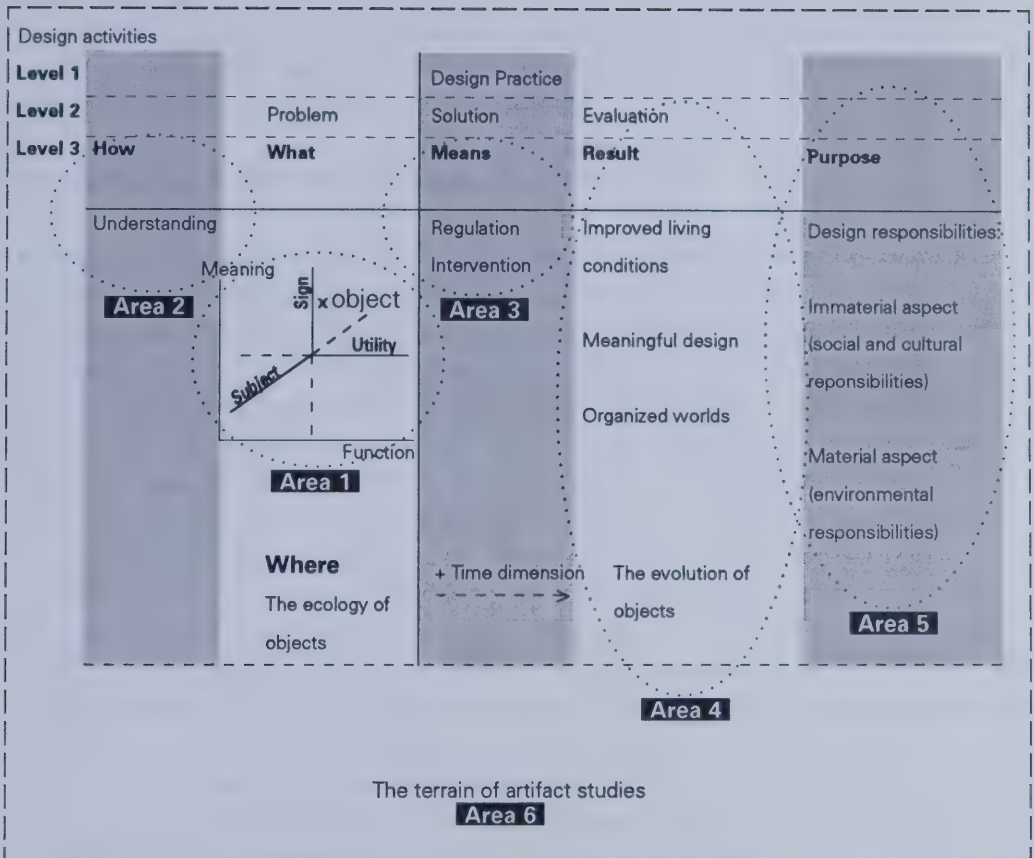 Design activities
Level 1
Design Practice
Level 2
Problem
Solution
Evaluation
Level 3
How
What
Means
Result
Purpose
Understanding
Area 2
Meaning
Sign
x object
Utility
Subject
Function
Area 1
Where
The ecology of
objects
Regulation
Intervention
Area 3
+ Time dimension
Improved living
conditions
Meaningful design
Organized worlds
The evolution of
objects
Area 4
Design responsibilities:
Immaterial aspect
(social and cultural
reponsibilities)
Material aspect
(environmental
responsibilities)
Area 5
The terrain of artifact studies
Area 6